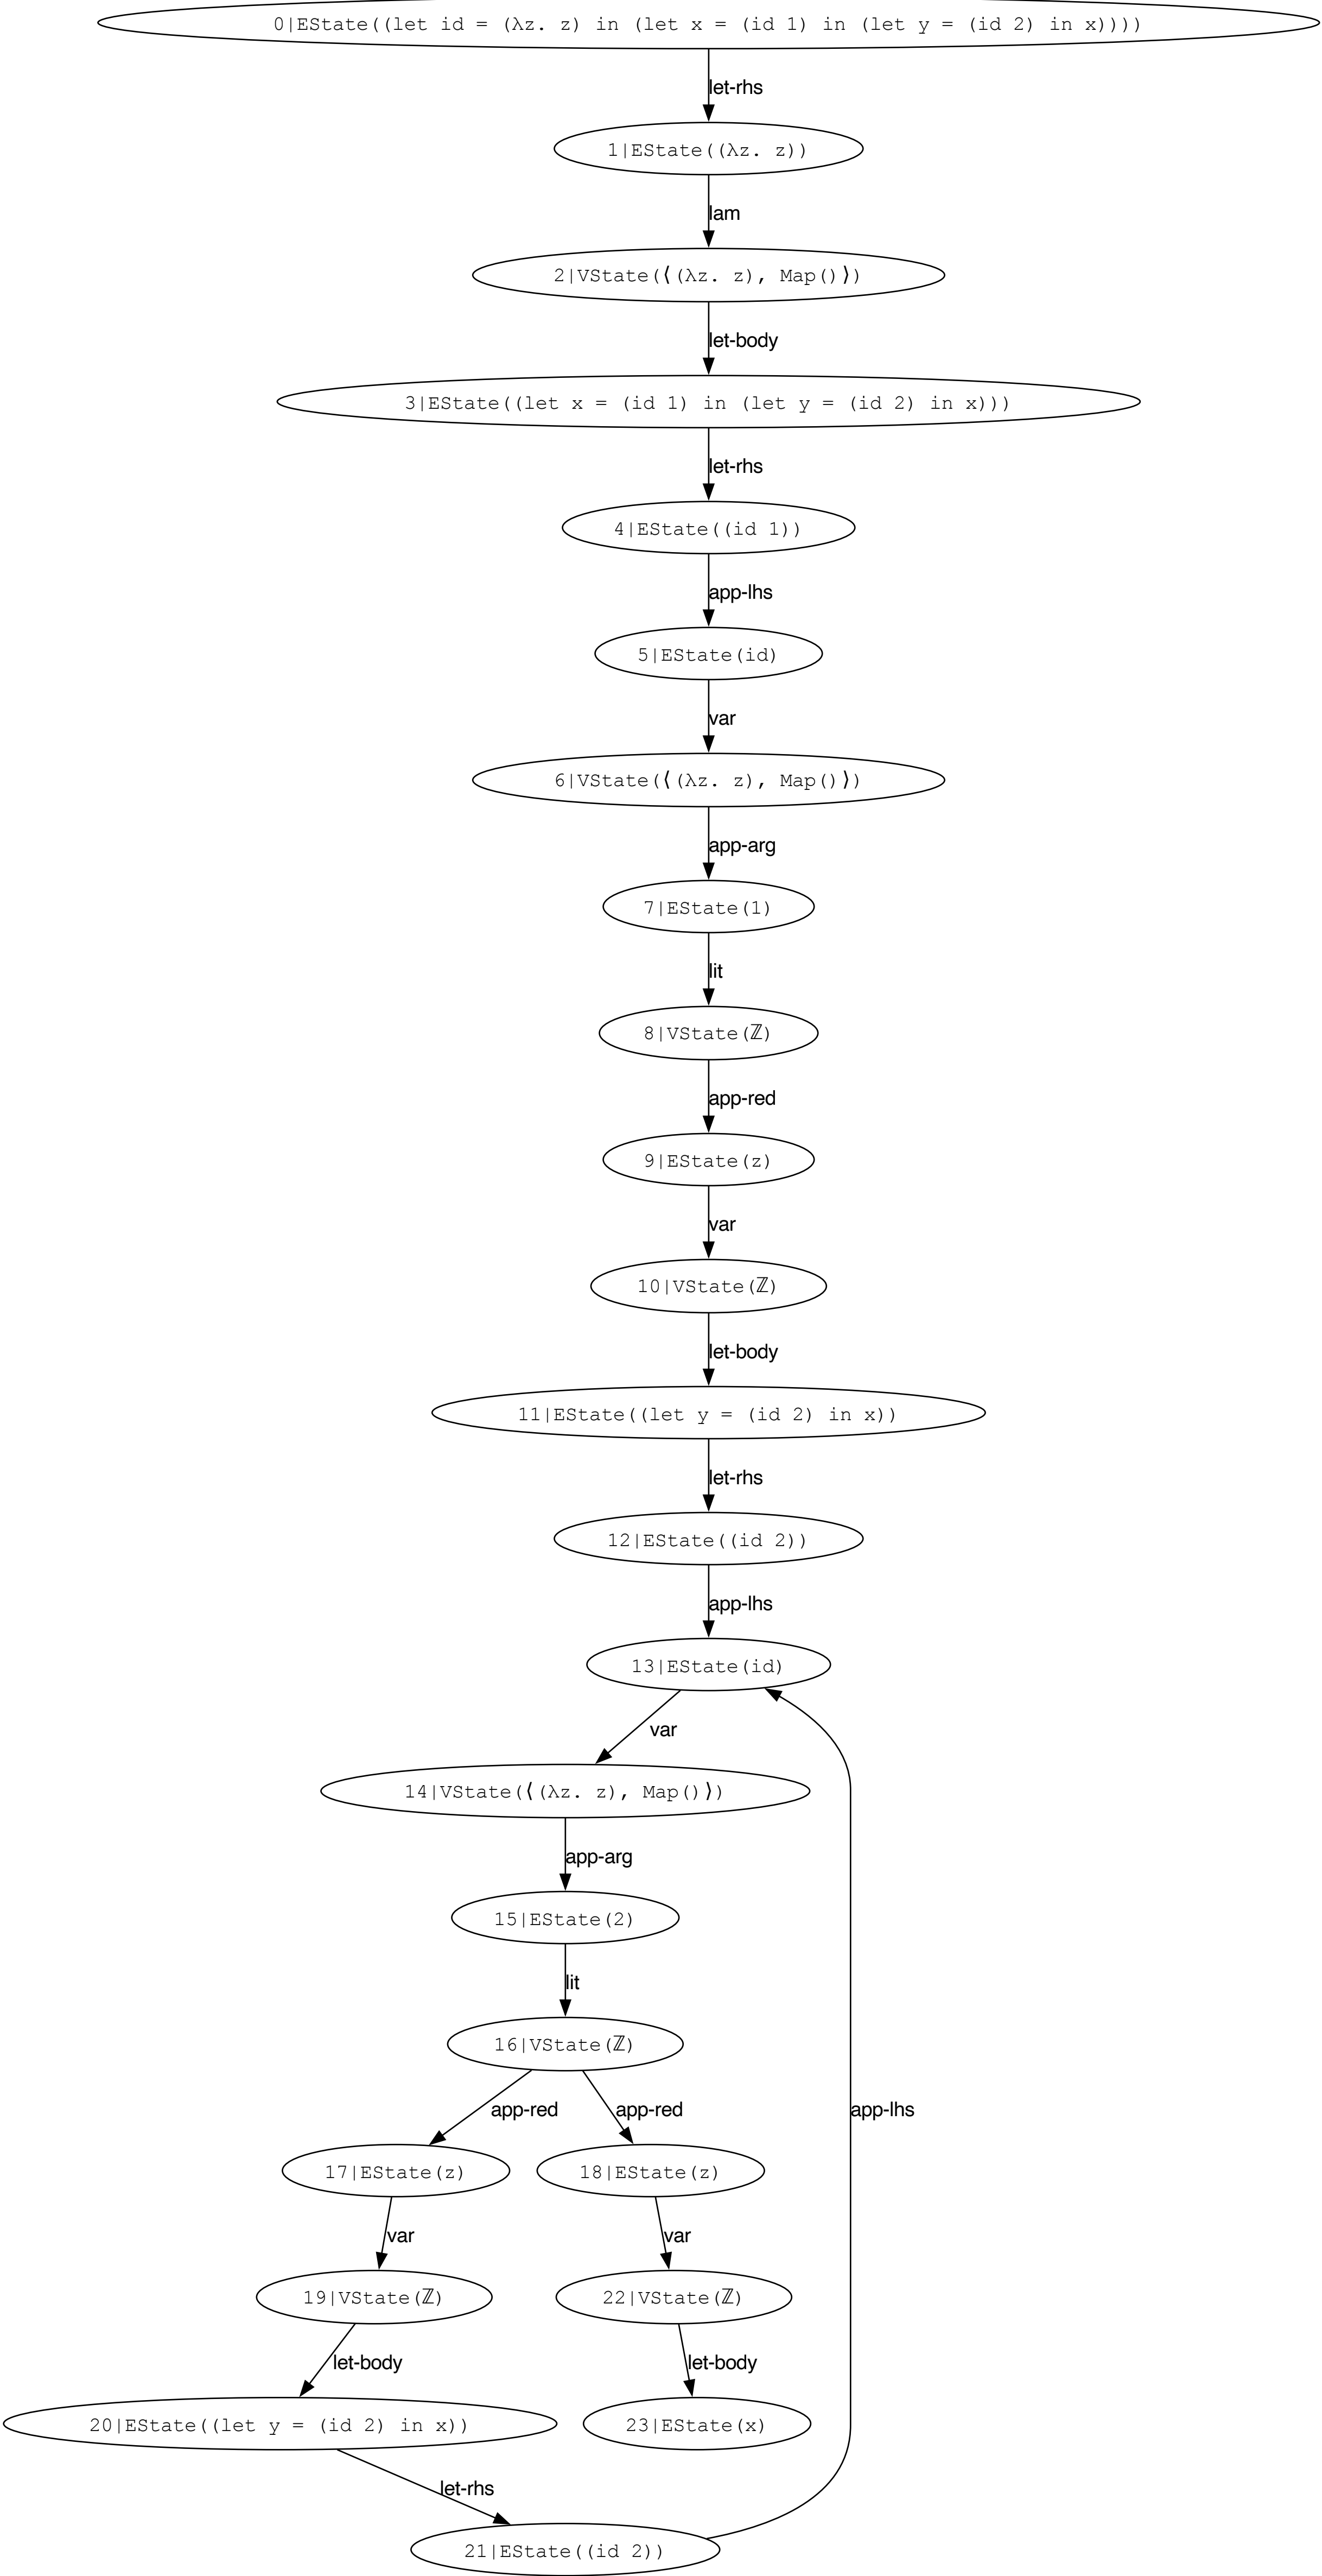 0|EState((let id = (λz. z) in (let x = (id 1) in (let y = (id 2) in x))))
let-rhs
1|EState((λz. z))
lam
2|VState(⟨(λz. z), Map()⟩)
let-body
3|EState((let x = (id 1) in (let y = (id 2) in x)))
let-rhs
4|EState((id 1))
app-lhs
5|EState(id)
var
6|VState(⟨(λz. z), Map()⟩)
app-arg
7|EState(1)
lit
8|VState(ℤ)
app-red
9|EState(z)
var
10|VState(ℤ)
let-body
11|EState((let y = (id 2) in x))
let-rhs
12|EState((id 2))
app-lhs
13|EState(id)
var
14|VState(⟨(λz. z), Map()⟩)
app-arg
15|EState(2)
lit
16|VState(ℤ)
app-red app-red app-lhs
17|EState(z) 18|EState(z)
var var
19|VState(ℤ) 22|VState(ℤ)
let-body let-body
20|EState((let y = (id 2) in x)) 23|EState(x)
let-rhs
21|EState((id 2))